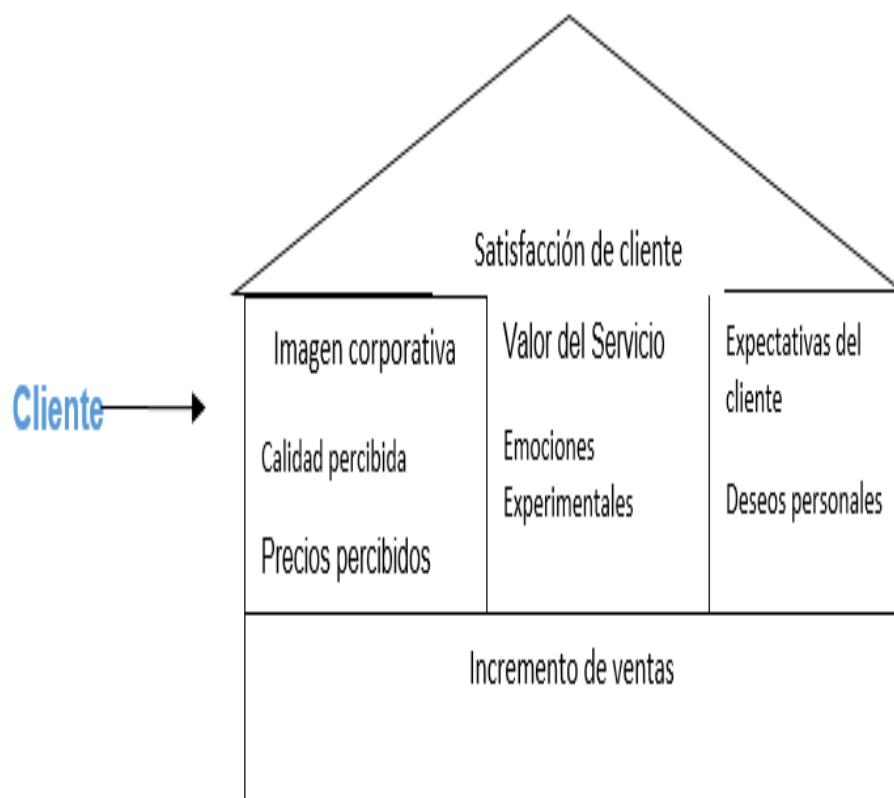 Satisfacción de cliente
Cliente
Imagen corporativa
Calidad percibida
Precios percibidos
Valor del Servicio
Emociones
Experimentales
Expectativas del
cliente
Deseos personales
Incremento de ventas